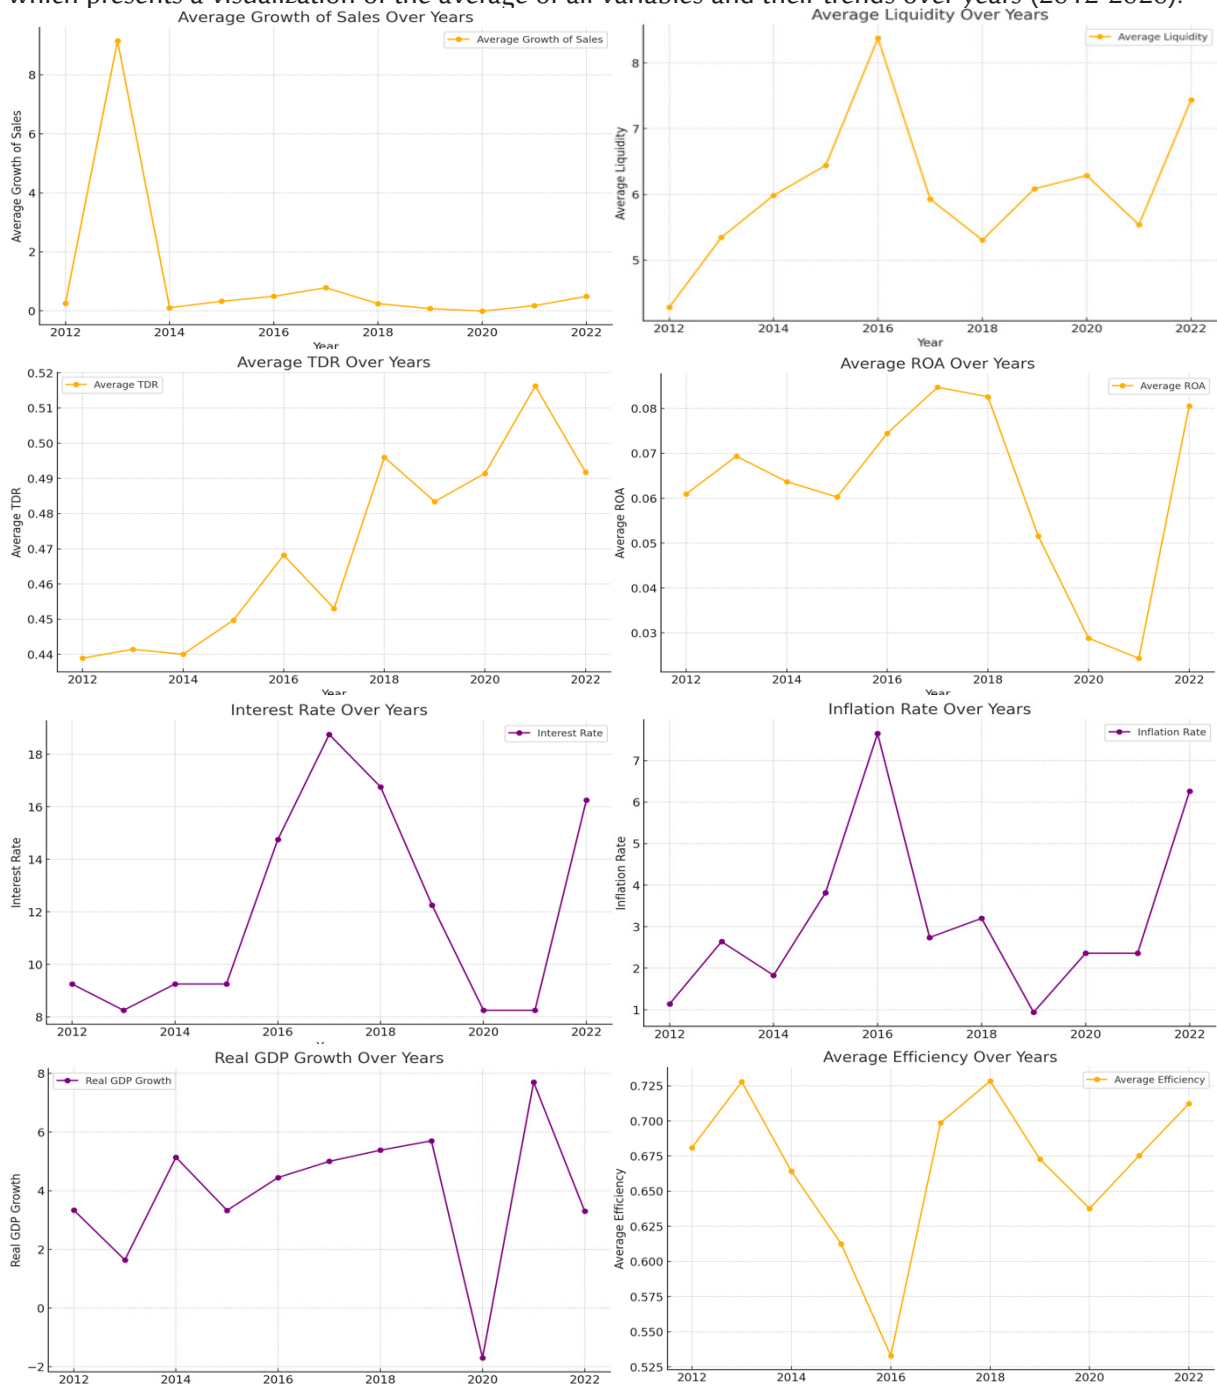 which presents a visualization of the average of all variables and their trends over years (2012-2020).
Average Growth of Sales Over Years
Average Growth of Sales
Average Growth of Sales
8
6
4
2
0
2012 2014 2016 2018 2020 2022
Year
Average Liquidity Over Years
Average Liquidity
Average Liquidity
8
7
6
5
2012 2014 2016 2018 2020 2022
Year
Average TDR Over Years
Average TDR
Average TDR
0.52
0.51
0.50
0.49
0.48
0.47
0.46
0.45
0.44
2012 2014 2016 2018 2020 2022
Year
Average ROA Over Years
Average ROA
Average ROA
0.08
0.07
0.06
0.05
0.04
0.03
2012 2014 2016 2018 2020 2022
Year
Interest Rate Over Years
Interest Rate
Interest Rate
18
16
14
12
10
8
2012 2014 2016 2018 2020 2022
Inflation Rate Over Years
Inflation Rate
Inflation Rate
7
6
5
4
3
2
1
2012 2014 2016 2018 2020 2022
Real GDP Growth Over Years
Real GDP Growth
Real GDP Growth
8
6
4
2
0
−2
2012 2014 2016 2018 2020 2022
Average Efficiency Over Years
Average Efficiency
Average Efficiency
0.725
0.700
0.675
0.650
0.625
0.600
0.575
0.550
0.525
2012 2014 2016 2018 2020 2022